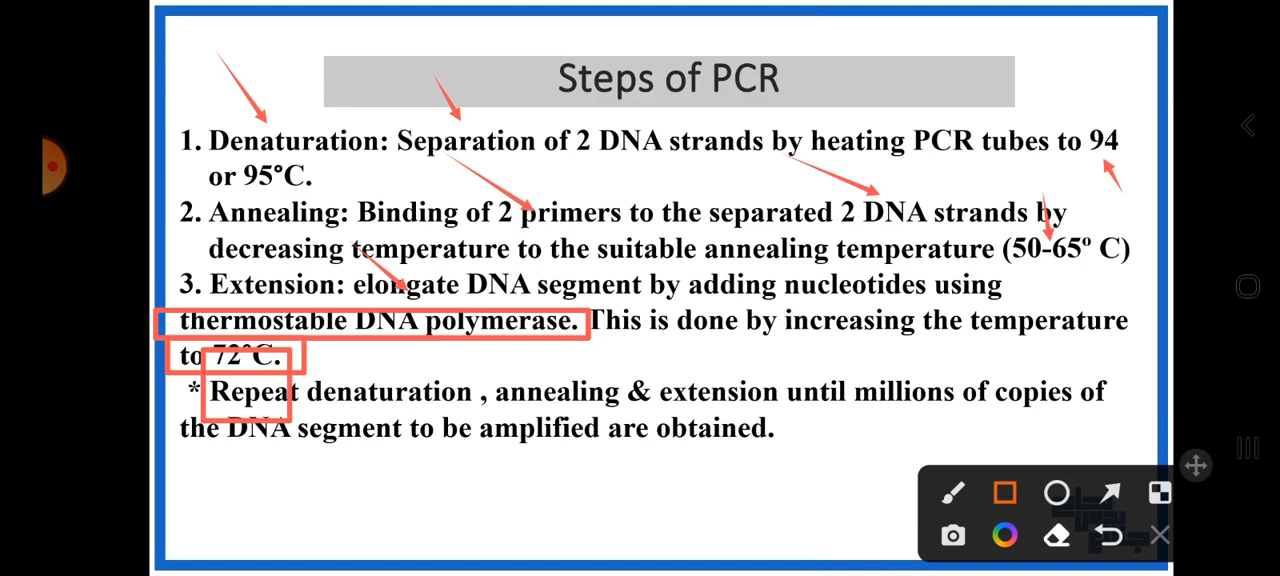 Steps of PCR
1. Denaturation: Separation of 2 DNA strands by heating PCR tubes to 94
or 95°C.
2. Annealing: Binding of 2 primers to the separated 2 DNA strands by
decreasing temperature to the suitable annealing temperature (50-65º C)
3. Extension: elongate DNA segment by adding nucleotides using
thermostable DNA polymerase. This is done by increasing the temperature
to 72°C.
* Repeat denaturation , annealing & extension until millions of copies of
the DNA segment to be amplified are obtained.